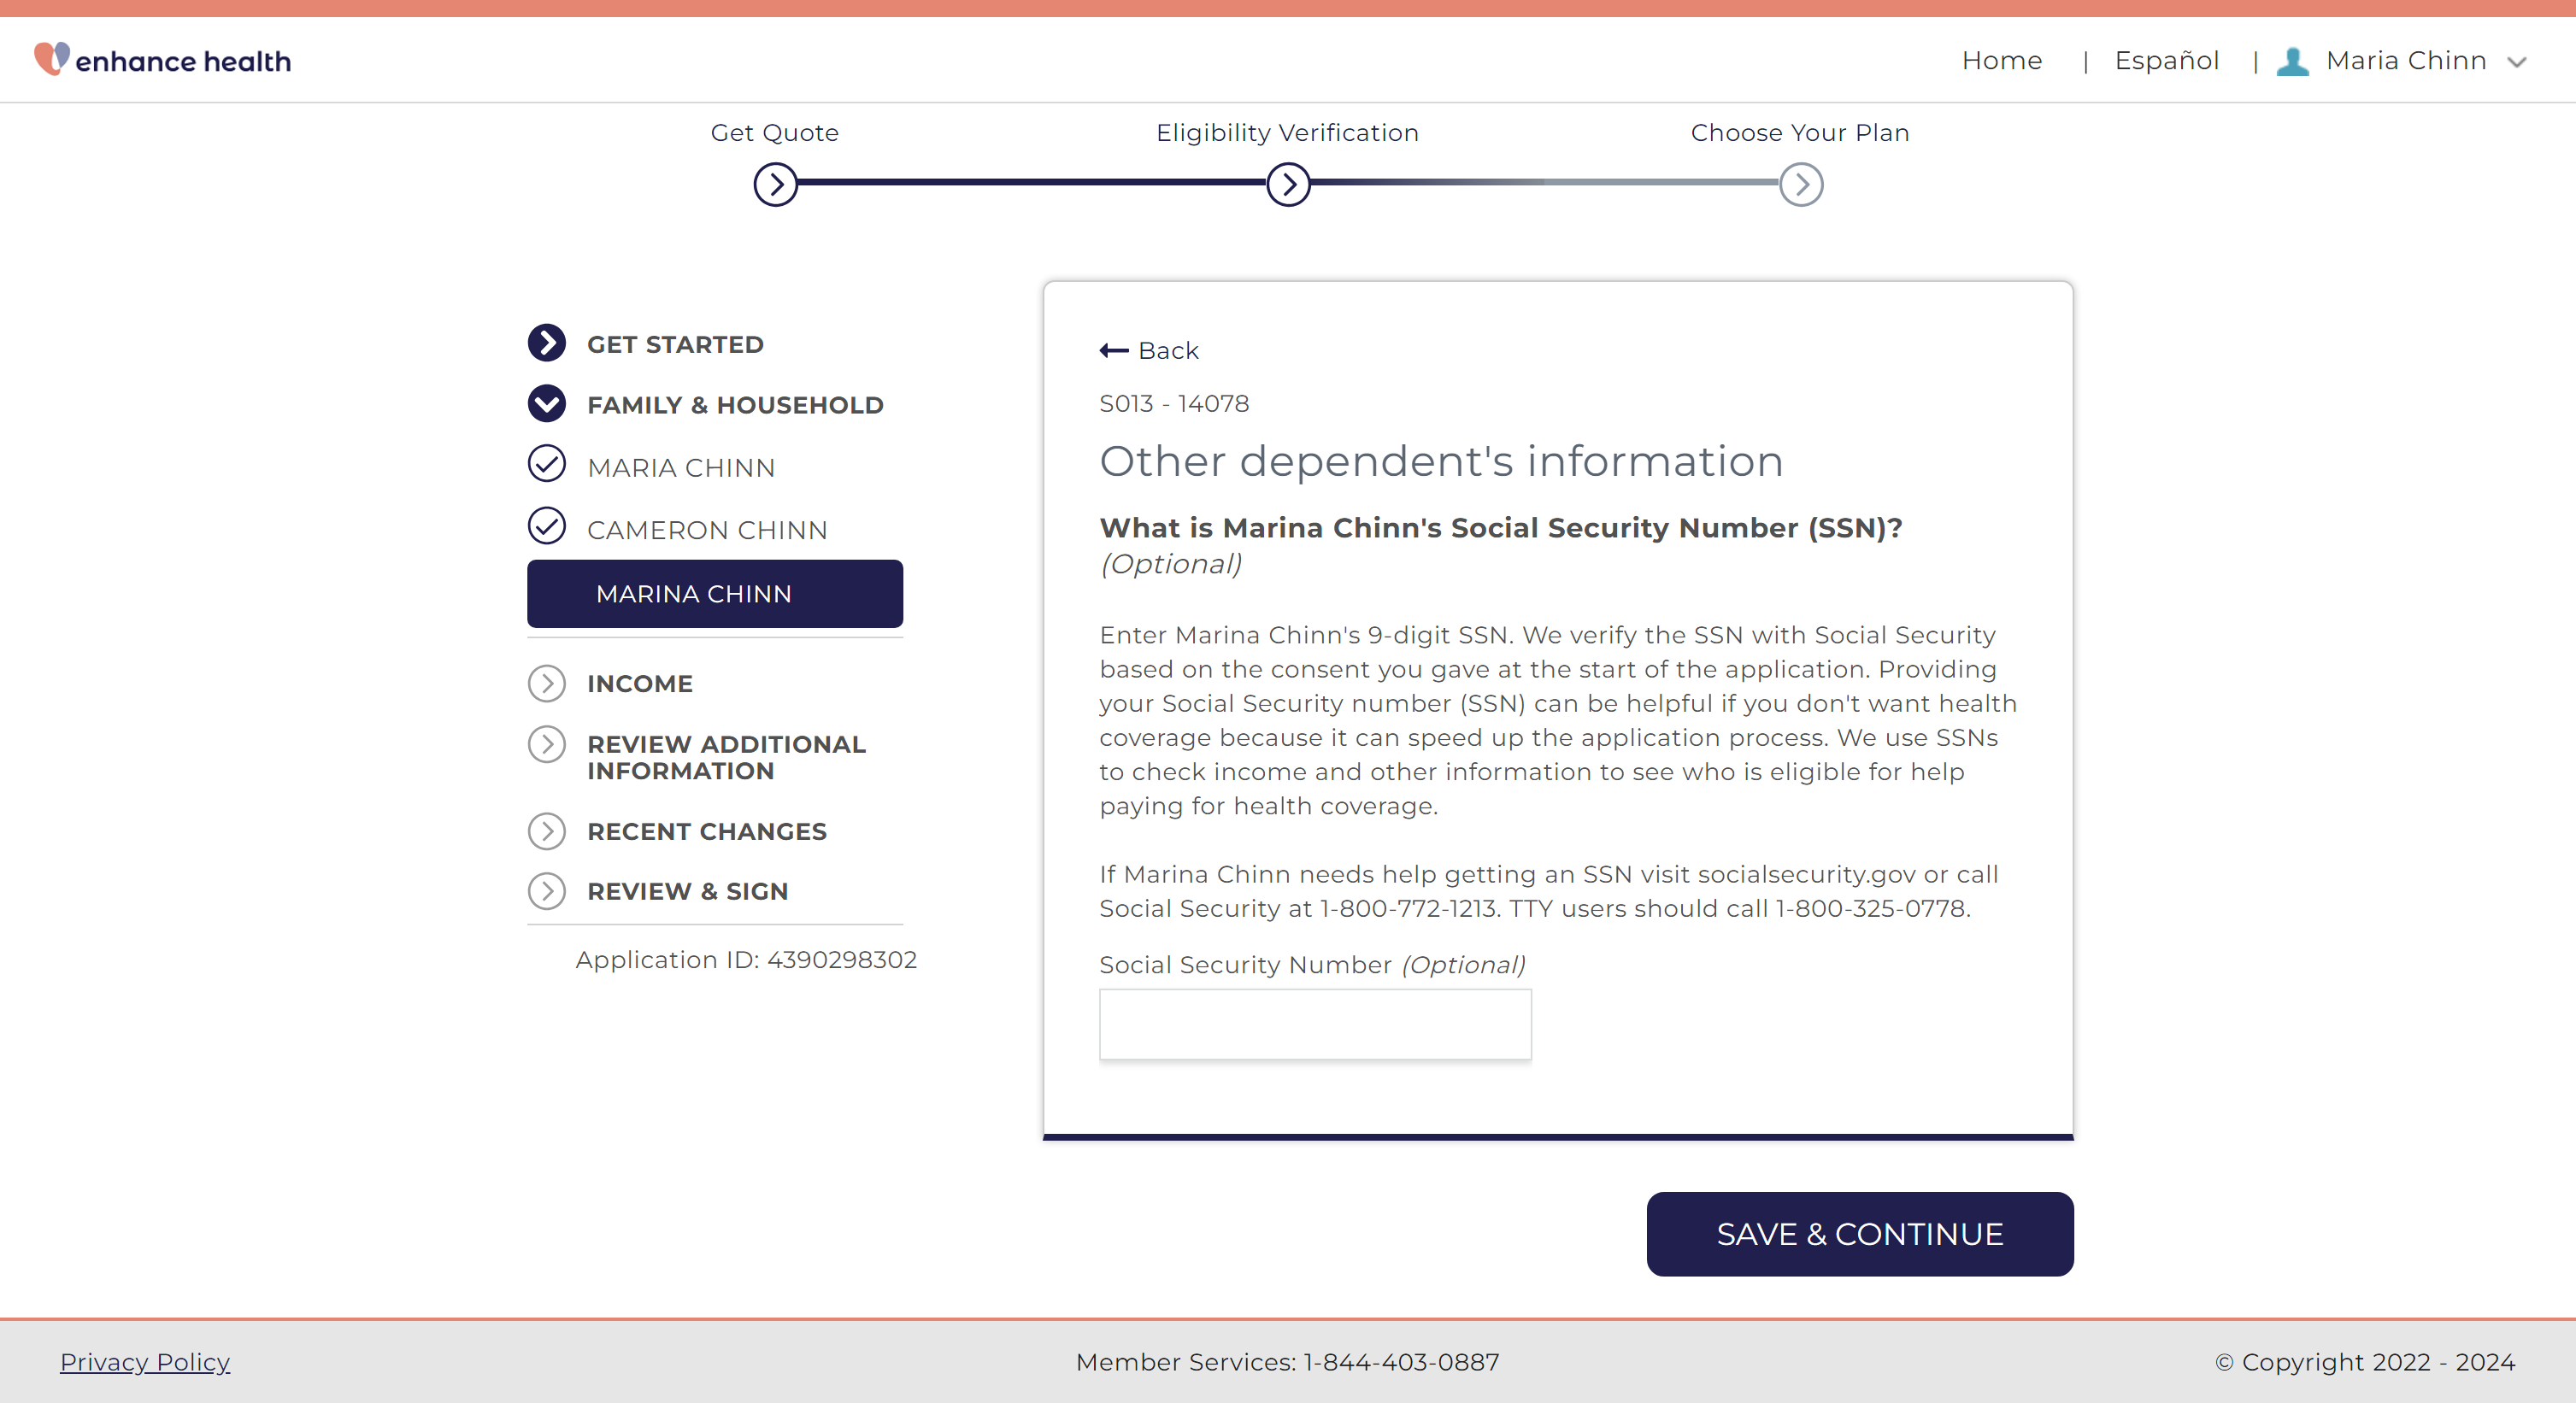 enhance health
Home | Español | Maria Chinn
Get Quote
Eligibility Verification
Choose Your Plan
GET STARTED
FAMILY & HOUSEHOLD
MARIA CHINN
CAMERON CHINN
MARINA CHINN
INCOME
REVIEW ADDITIONAL
INFORMATION
RECENT CHANGES
REVIEW & SIGN
Application ID: 4390298302
Back
S013 - 14078
Other dependent's information
What is Marina Chinn's Social Security Number (SSN)?
(Optional)
Enter Marina Chinn's 9-digit SSN. We verify the SSN with Social Security
based on the consent you gave at the start of the application. Providing
your Social Security number (SSN) can be helpful if you don't want health
coverage because it can speed up the application process. We use SSNs
to check income and other information to see who is eligible for help
paying for health coverage.
If Marina Chinn needs help getting an SSN visit socialsecurity.gov or call
Social Security at 1-800-772-1213. TTY users should call 1-800-325-0778.
Social Security Number (Optional)
SAVE & CONTINUE
Privacy Policy
Member Services: 1-844-403-0887
© Copyright 2022 - 2024